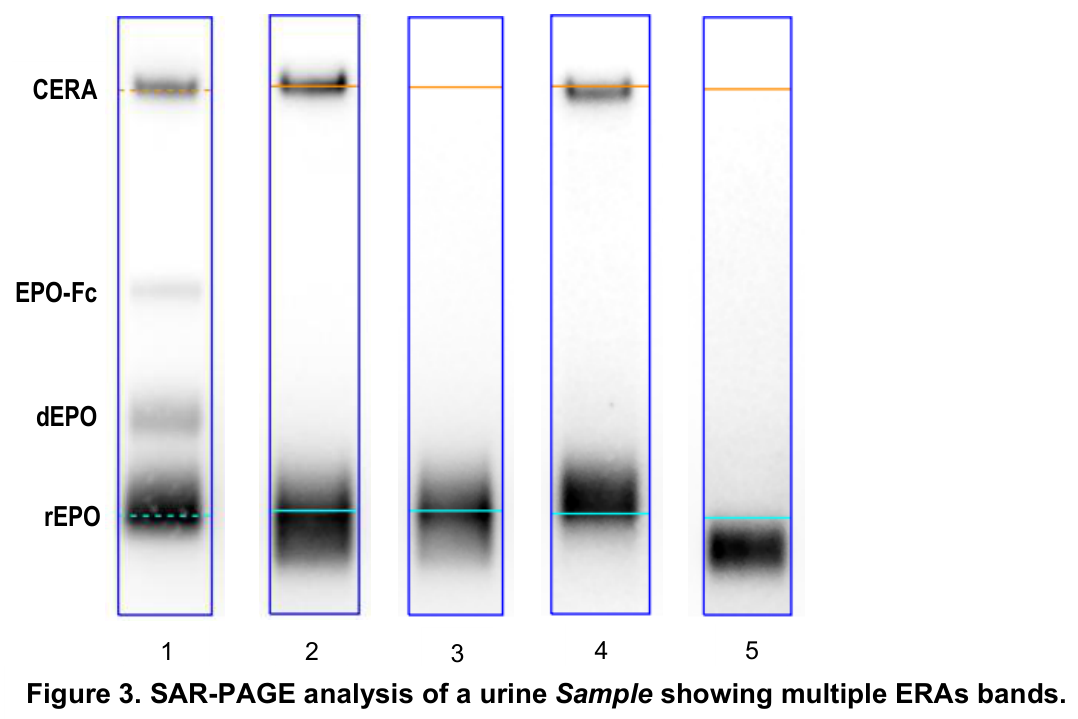 CERA
EPO-Fc
dEPO
rEPO
1 2 3 4 5
Figure 3. SAR-PAGE analysis of a urine Sample showing multiple ERAs bands.